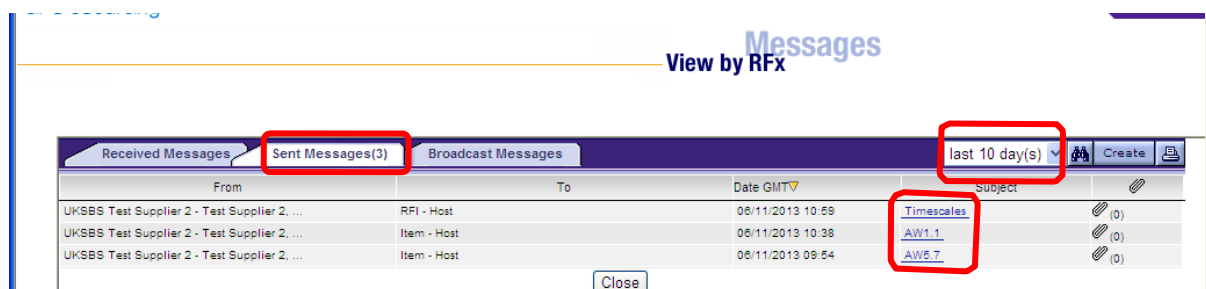 Messages
View by RFx
Received Messages Sent Messages(3) Broadcast Messages last 10 day(s) Create
From To Date GMT Subject
UKSBS Test Supplier 2 - Test Supplier 2, ... RFI - Host 06/11/2013 10:59 Timescales (0)
UKSBS Test Supplier 2 - Test Supplier 2, ... Item - Host 06/11/2013 10:38 AW1.1 (0)
UKSBS Test Supplier 2 - Test Supplier 2, ... Item - Host 06/11/2013 09:54 AW5.7 (0)
Close